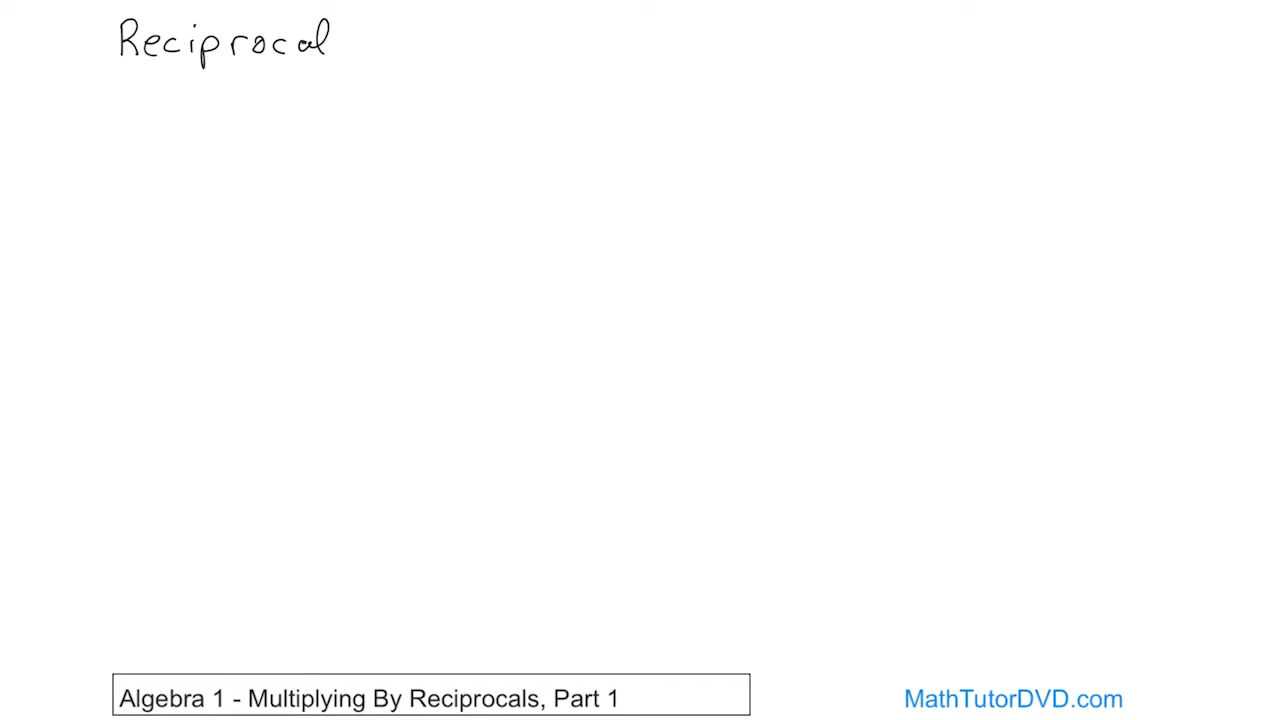 Reciprocal
Algebra 1 - Multiplying By Reciprocals, Part 1
MathTutorDVD.com